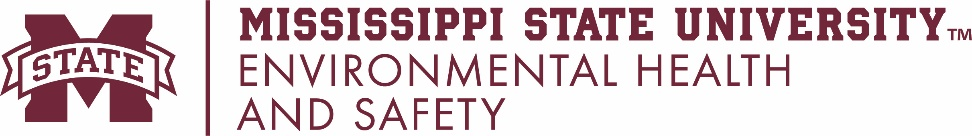 STATE
MISSISSIPPI STATE UNIVERSITY™
ENVIRONMENTAL HEALTH
AND SAFETY